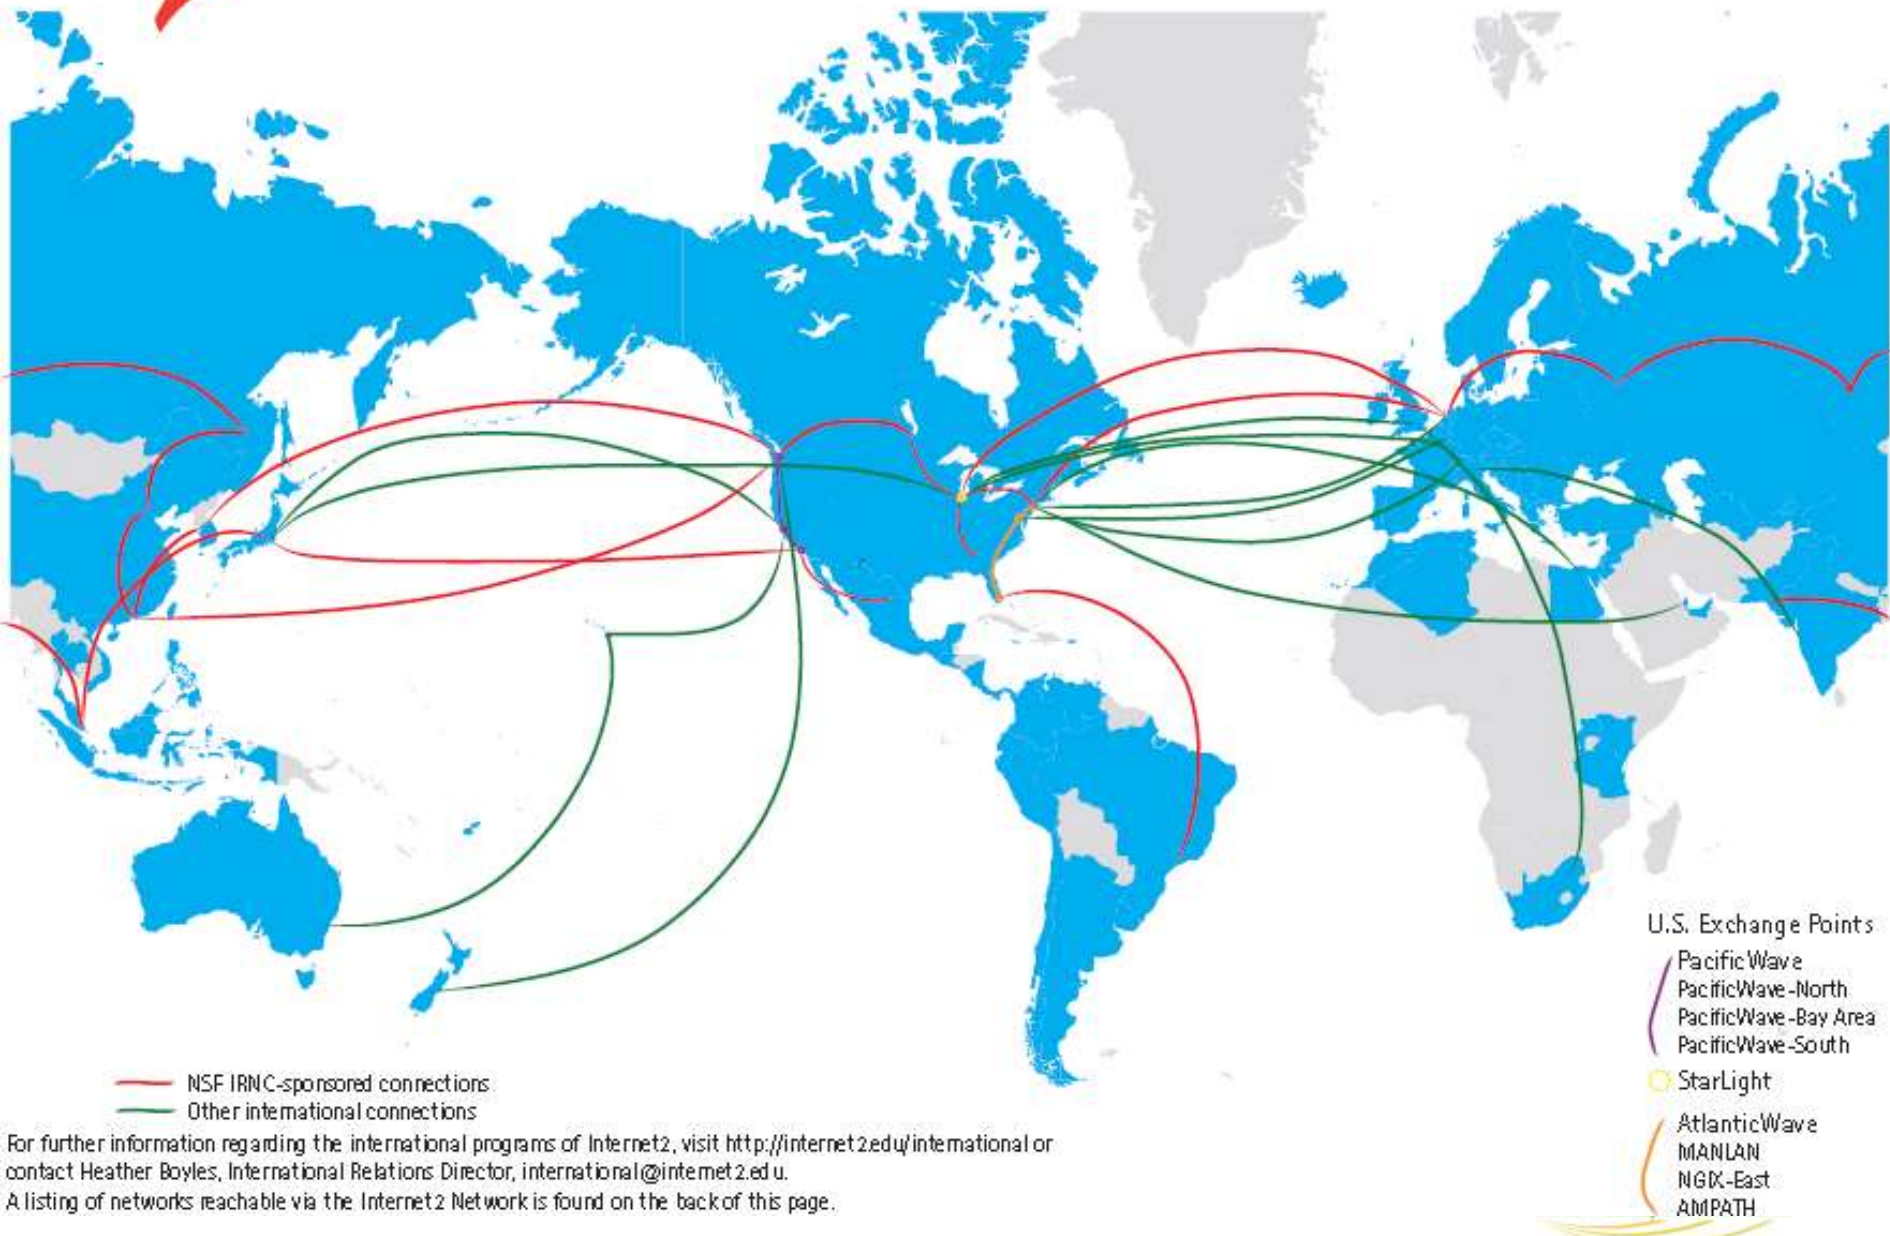 U.S. Exchange Points
PacificWave
PacificWave-North
PacificWave-Bay Area
PacificWave-South
StarLight
AtlanticWave
MANLAN
NGIX-East
AMPATH
NSF IRNC-sponsored connections
Other international connections
For further information regarding the international programs of Internet2, visit http://internet2.edu/international or
contact Heather Boyles, International Relations Director, international@internet2.edu.
A listing of networks reachable via the Internet2 Network is found on the back of this page.